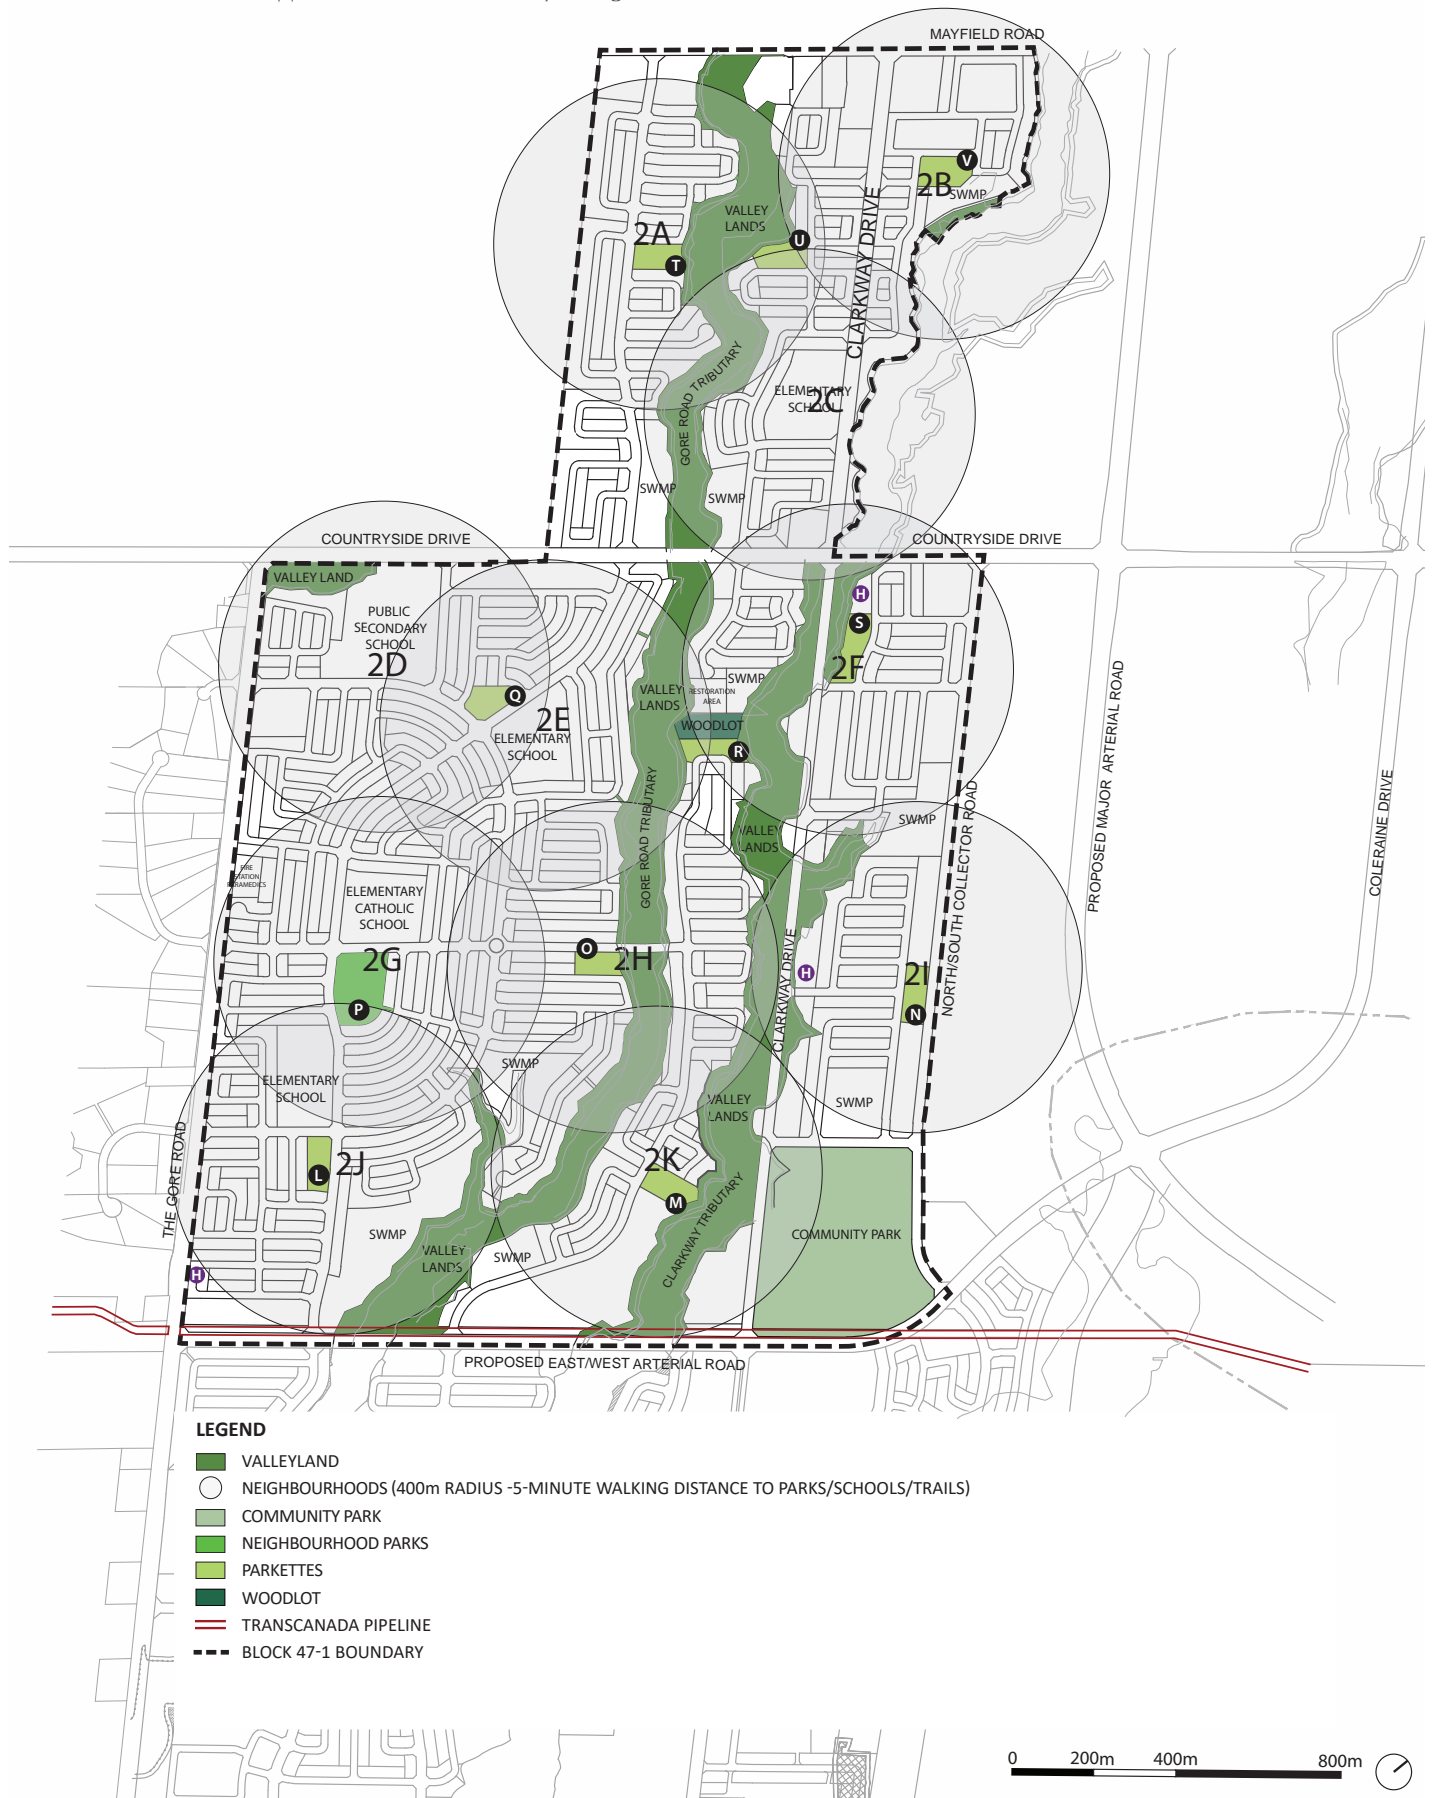 MAYFIELD ROAD
V
2B
SWMP
CLARKWAY DRIVE
VALLEY
LANDS
2A
U
T
GORE ROAD TRIBUTARY
ELEMENTARY
SCHOOL
2C
SWMP
SWMP
COUNTRYSIDE DRIVE
COUNTRYSIDE DRIVE
VALLEY LAND
H
PUBLIC
SECONDARY
SCHOOL
2D
S
2F
SWMP
VALLEY
LANDS
RESTORATION
AREA
Q
2E
ELEMENTARY
SCHOOL
WOODLOT
R
PROPOSED MAJOR ARTERIAL ROAD
COLERAINE DRIVE
NORTH/SOUTH COLLECTOR ROAD
SWMP
VALLEY
LANDS
GORE ROAD TRIBUTARY
FIRE
STATION
PARAMEDICS
ELEMENTARY
CATHOLIC
SCHOOL
2G
O
2H
CLARKWAY DRIVE
H
2I
P
N
SWMP
ELEMENTARY
SCHOOL
VALLEY
LANDS
SWMP
THE GORE ROAD
L
2J
2K
M
CLARKWAY TRIBUTARY
COMMUNITY PARK
SWMP
VALLEY
LANDS
SWMP
H
PROPOSED EAST/WEST ARTERIAL ROAD
LEGEND
VALLEYLAND
NEIGHBOURHOODS (400m RADIUS -5-MINUTE WALKING DISTANCE TO PARKS/SCHOOLS/TRAILS)
COMMUNITY PARK
NEIGHBOURHOOD PARKS
PARKETTES
WOODLOT
TRANSCANADA PIPELINE
BLOCK 47-1 BOUNDARY
0 200m 400m 800m